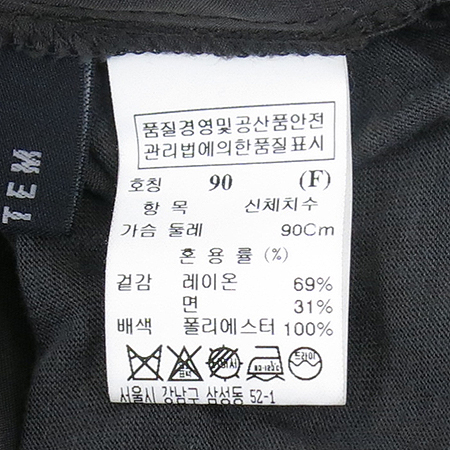 품질경영및공산품안전
관리법에의한품질표시
호칭 90 (F)
항목 신체치수
가슴 둘레 90Cm
혼용률(%)
겉감 레이온 69%
면 31%
배색 폴리에스터 100%
드라이
서울시 강남구 삼성동 52-1
TEM